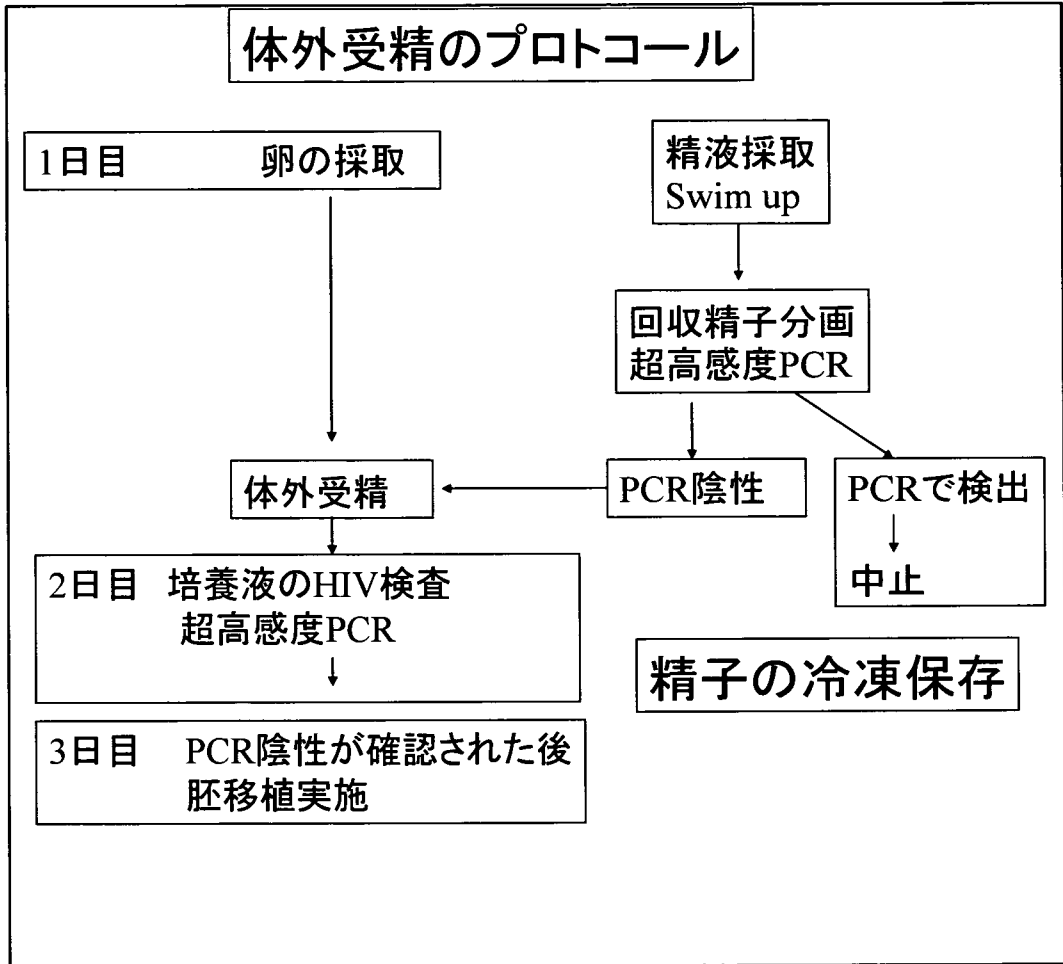 体外受精のプロトコール
1日目 卵の採取
精液採取
Swim up
回収精子分画
超高感度PCR
体外受精
PCR陰性
PCRで検出
中止
2日目 培養液のHIV検査
超高感度PCR
精子の冷凍保存
3日目 PCR陰性が確認された後
胚移植実施